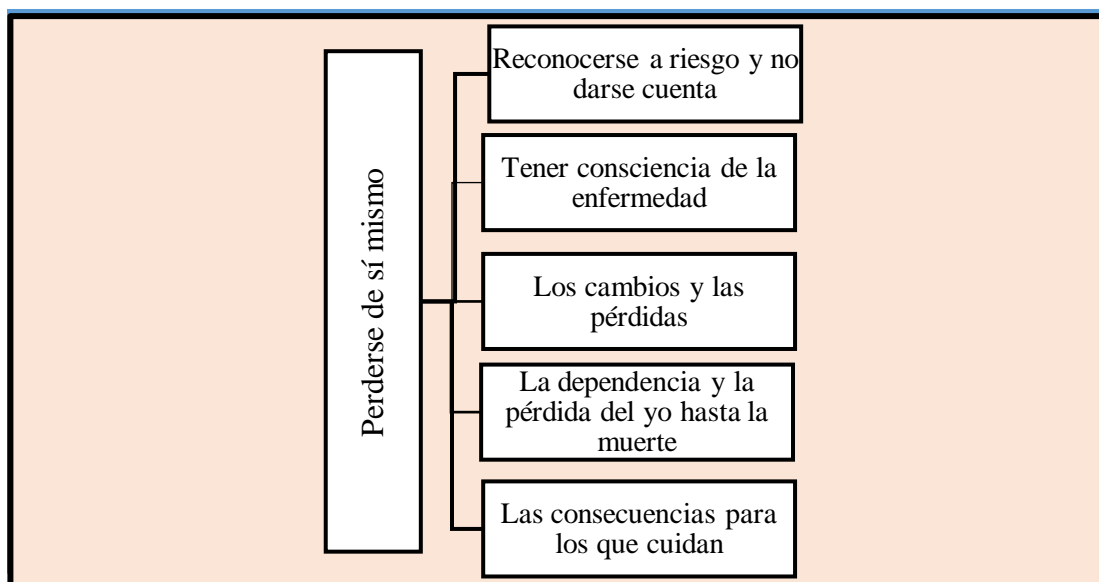 Perderse de sí mismo
Reconocerse a riesgo y no
darse cuenta
Tener consciencia de la
enfermedad
Los cambios y las
pérdidas
La dependencia y la
pérdida del yo hasta la
muerte
Las consecuencias para
los que cuidan